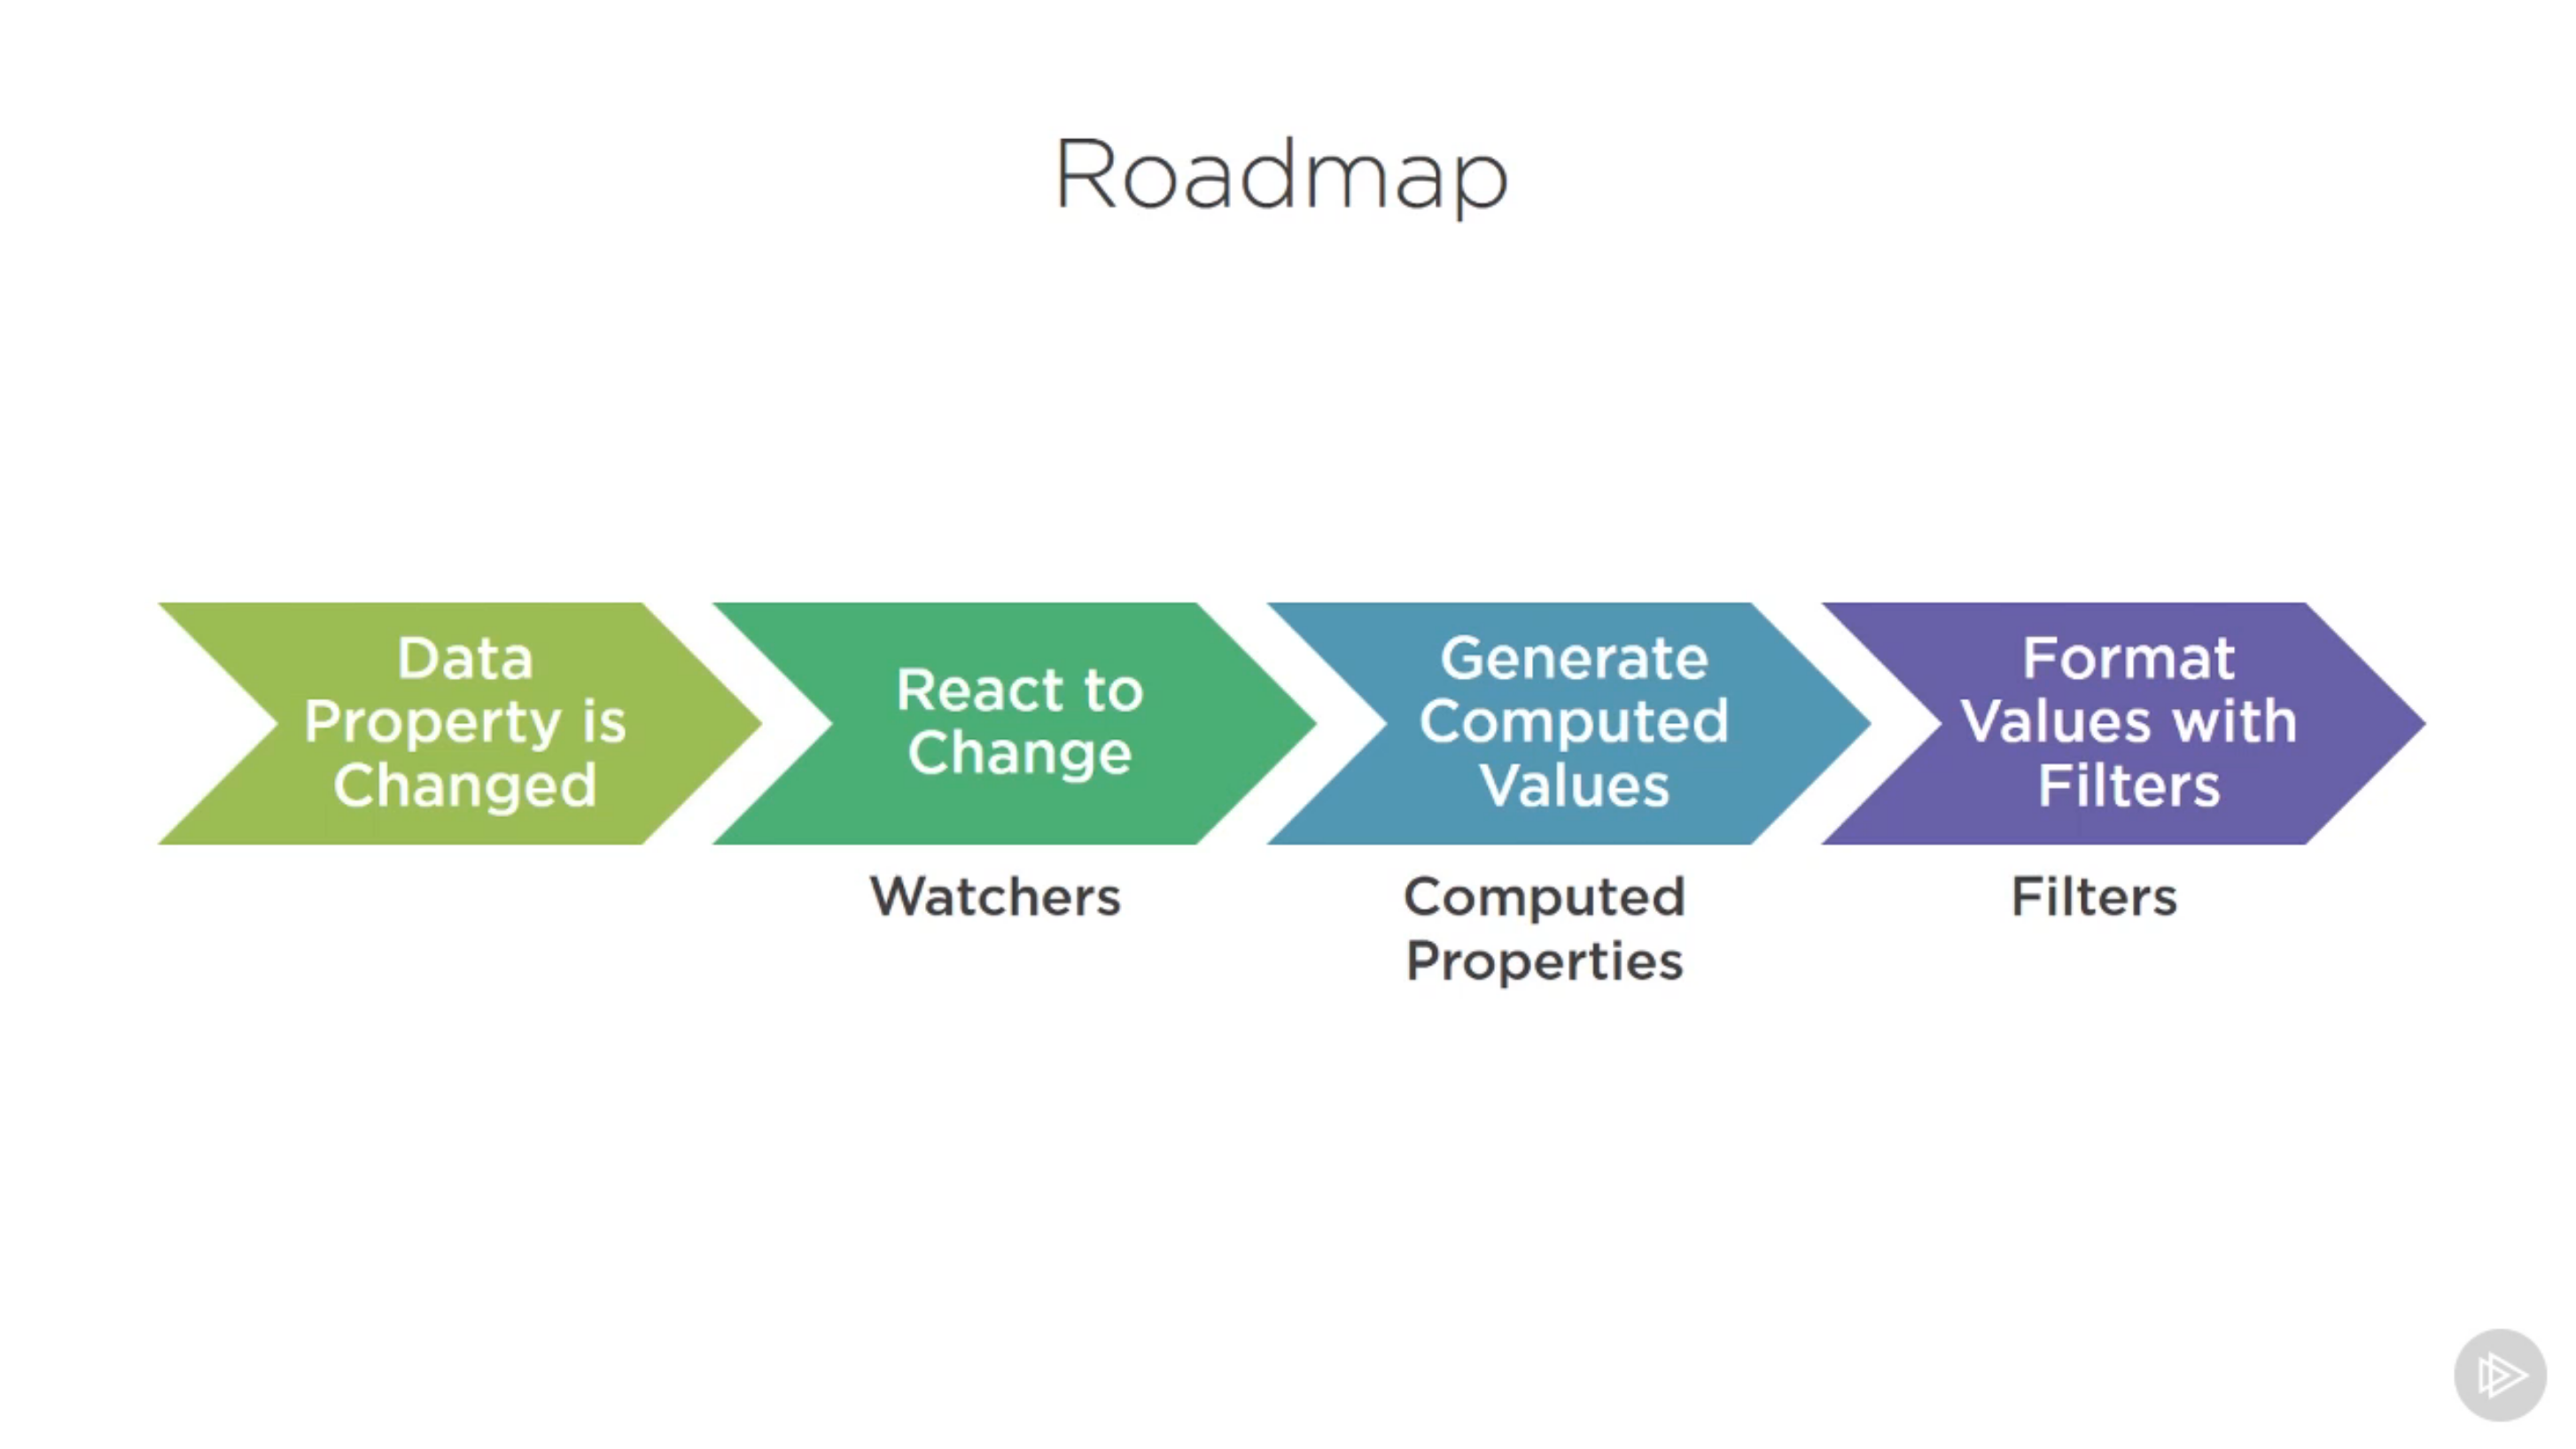 Roadmap
Data
Property is
Changed
React to
Change
Generate
Computed
Values
Format
Values with
Filters
Watchers
Computed
Properties
Filters